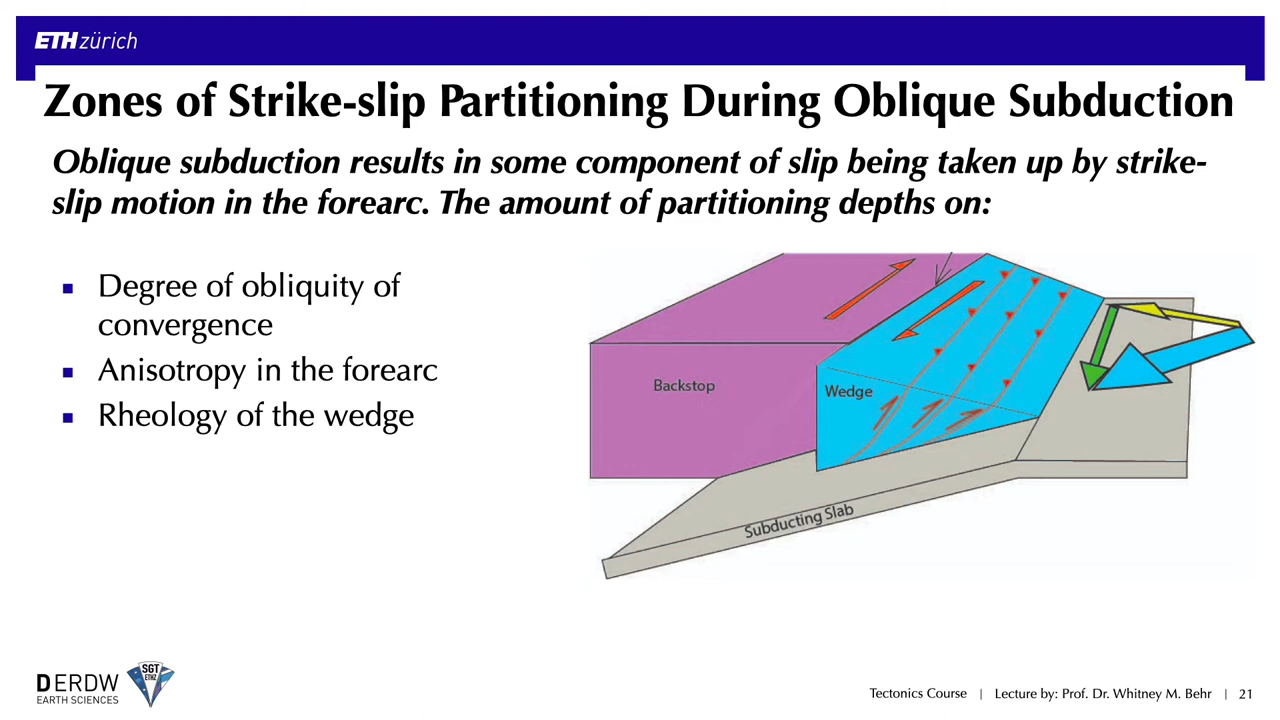 ETH zürich
Zones of Strike-slip Partitioning During Oblique Subduction
Oblique subduction results in some component of slip being taken up by strike-
slip motion in the forearc. The amount of partitioning depths on:
Degree of obliquity of
convergence
Anisotropy in the forearc
Rheology of the wedge
Backstop
Wedge
Subducting Slab
DERDW
EARTH SCIENCES
SGT
ETHZ
Tectonics Course | Lecture by: Prof. Dr. Whitney M. Behr | 21